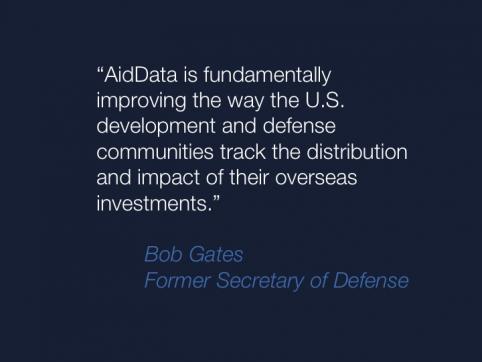 “AidData is fundamentally
improving the way the U.S.
development and defense
communities track the distribution
and impact of their overseas
investments.”
Bob Gates
Former Secretary of Defense